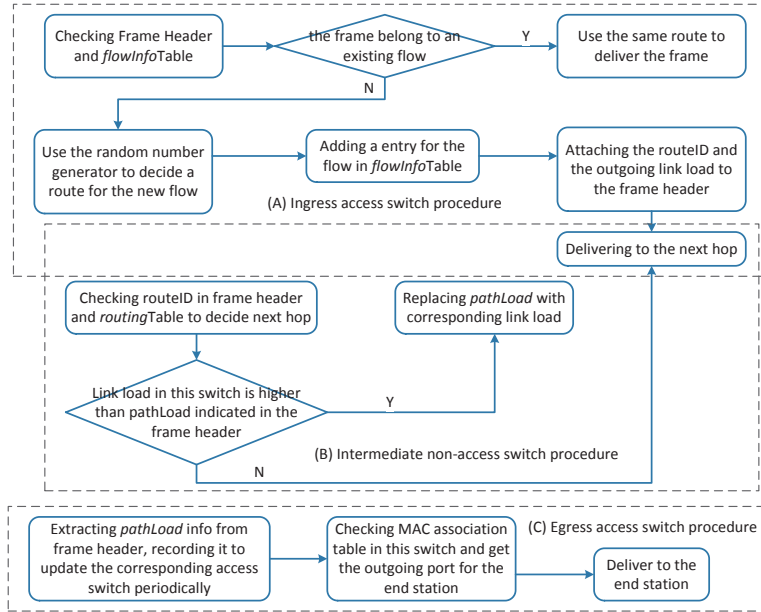 Checking Frame Header
and flowInfoTable
the frame belong to an
existing flow
Y
Use the same route to
deliver the frame
N
Use the random number
generator to decide a
route for the new flow
Adding a entry for the
flow in flowInfoTable
Attaching the routeID and
the outgoing link load to
the frame header
(A) Ingress access switch procedure
Delivering to the next hop
Checking routeID in frame header
and routingTable to decide next hop
Replacing pathLoad with
corresponding link load
Link load in this switch is higher
than pathLoad indicated in the
frame header
Y
N
(B) Intermediate non-access switch procedure
Extracting pathLoad info from
frame header, recording it to
update the corresponding access
switch periodically
Checking MAC association
table in this switch and get
the outgoing port for the
end station
(C) Egress access switch procedure
Deliver to the
end station